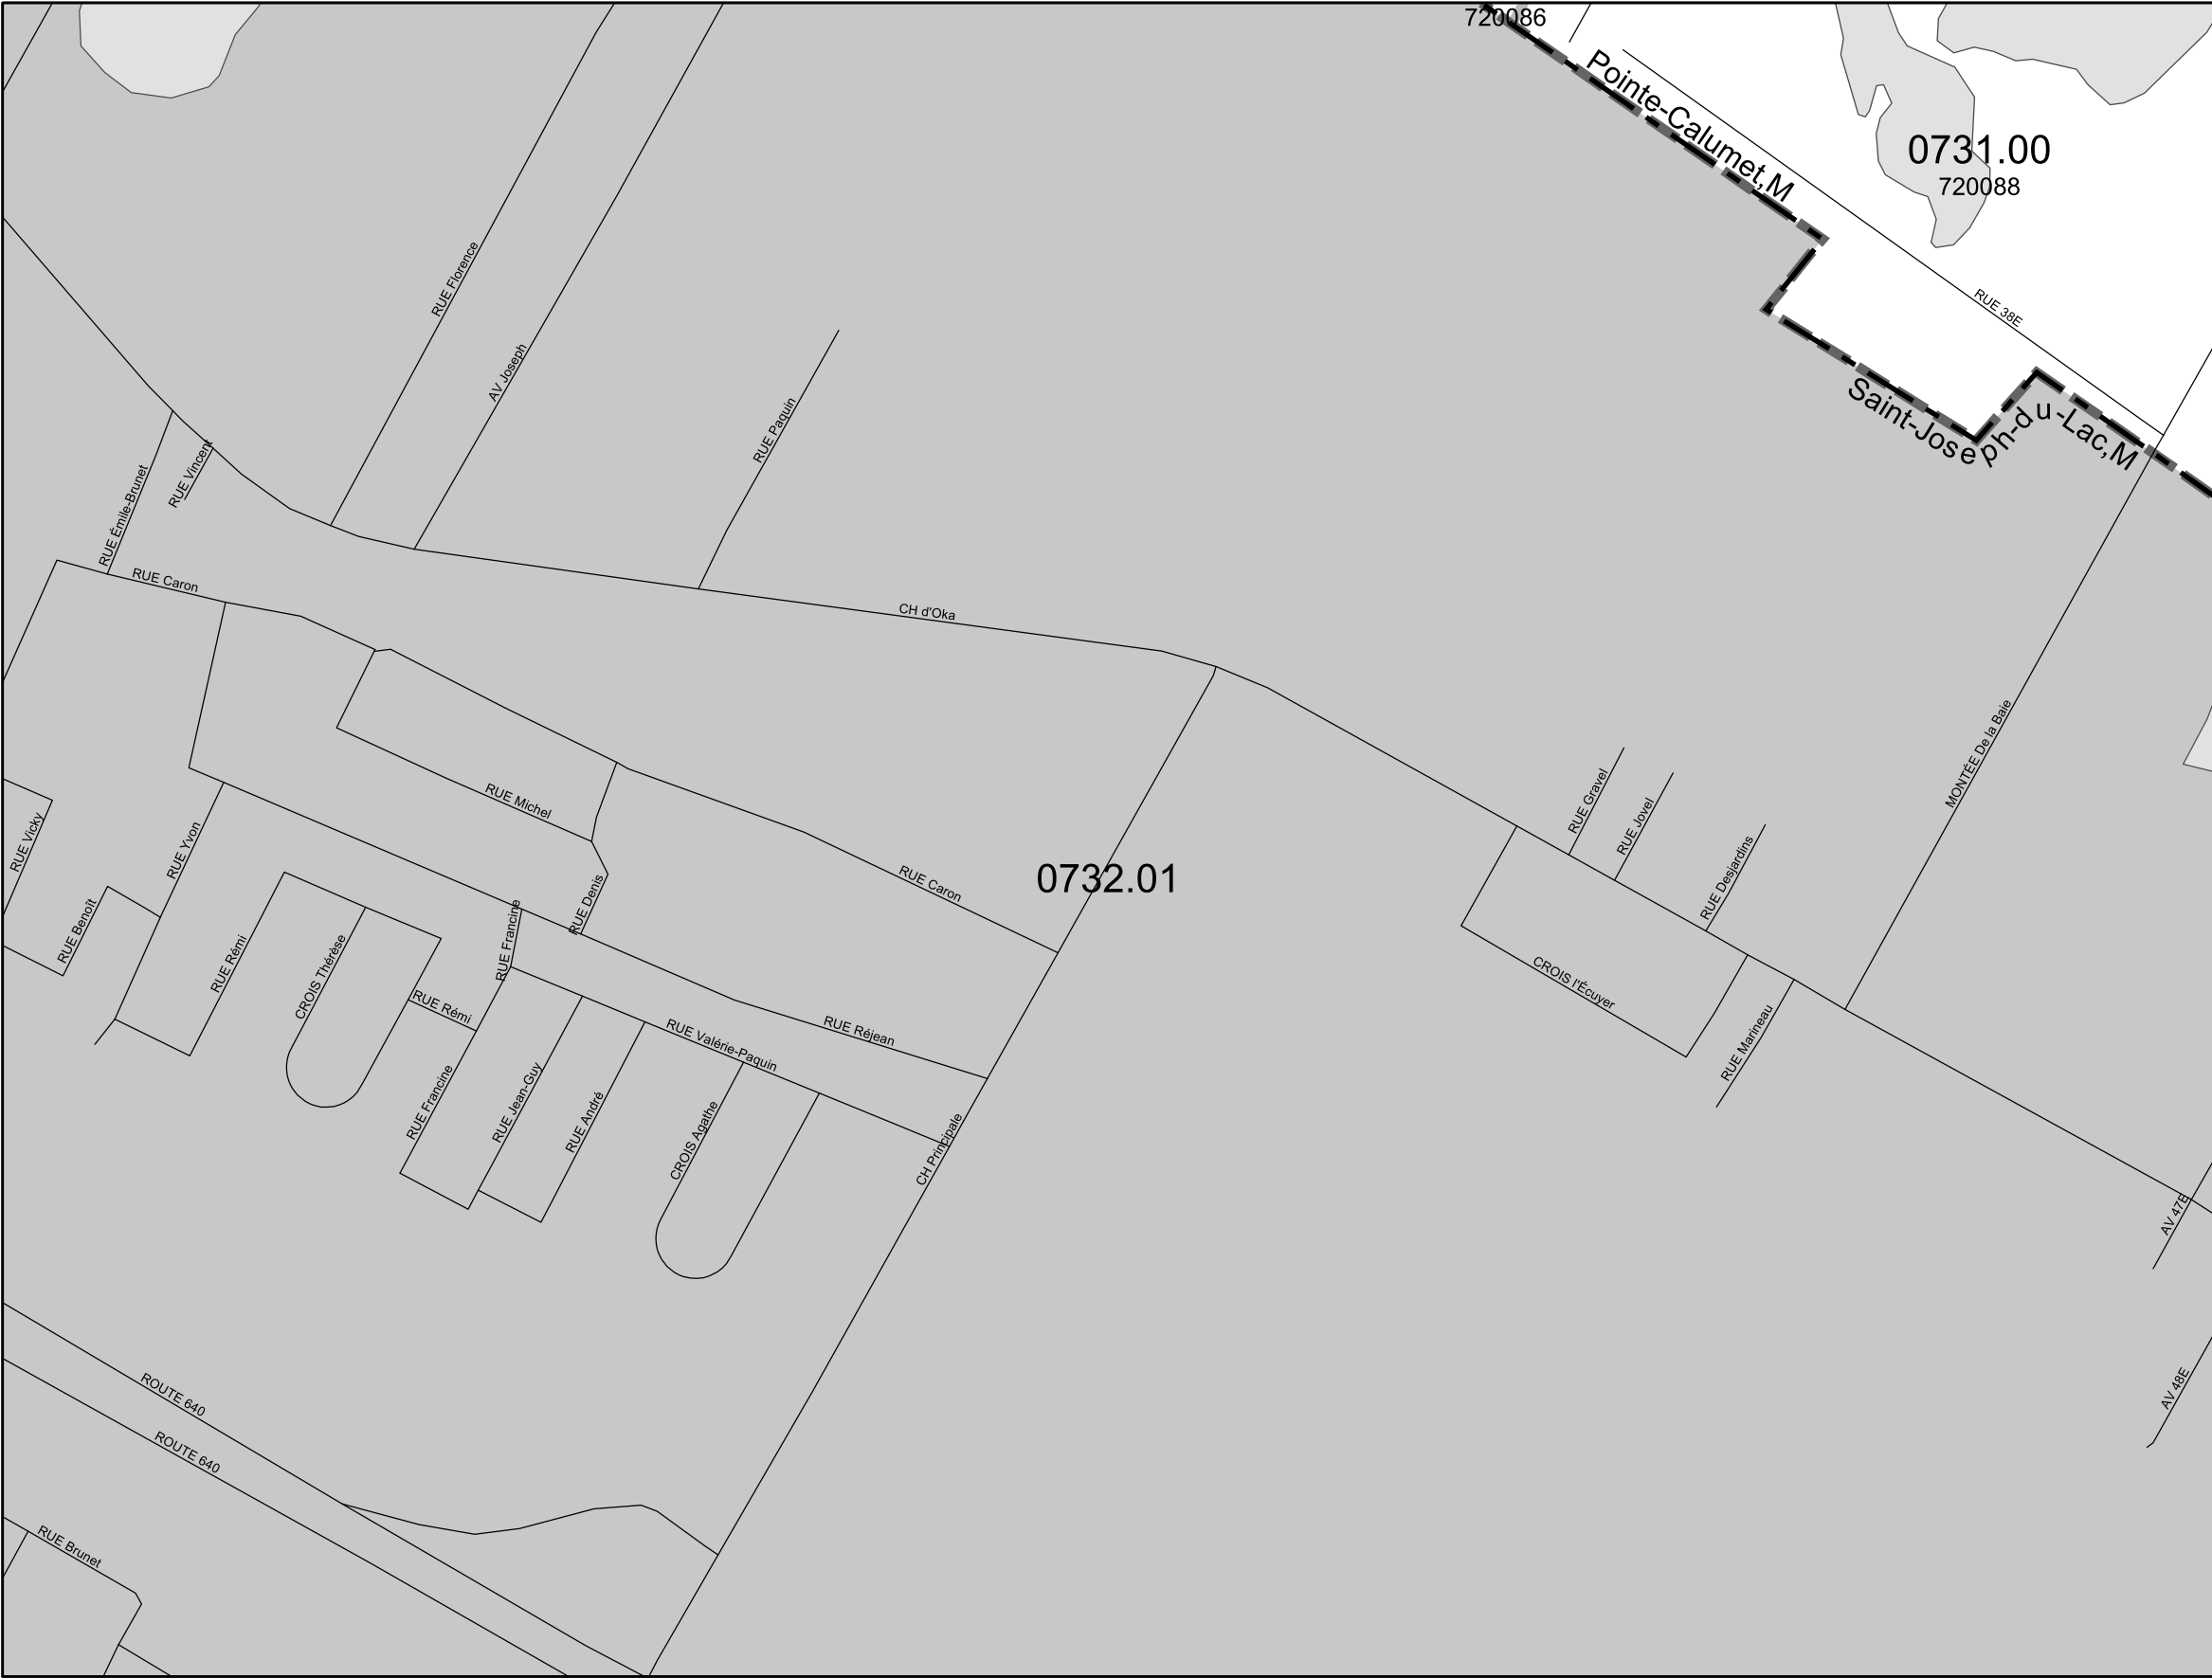 720086
Pointe-Calumet,M
0731.00
720088
RUE Florence
RUE 38E
AV Joseph
Saint-Joseph-du-Lac,M
RUE Paquin
RUE Vincent
RUE Émile-Brunet
RUE Caron
CH d'Oka
MONTÉE De la Baie
RUE Michel
RUE Gravel
RUE Jovel
RUE Vicky
RUE Yvon
RUE Desjardins
0732.01
RUE Caron
RUE Denis
RUE Benoît
RUE Francine
RUE Rémi
CROIS Thérèse
CROIS l'Écuyer
RUE Rémi
RUE Réjean
RUE Valérie-Paquin
RUE Marineau
RUE Francine
RUE Jean-Guy
RUE André
CROIS Agathe
CH Principale
AV 47E
ROUTE 640
AV 48E
ROUTE 640
RUE Brunet